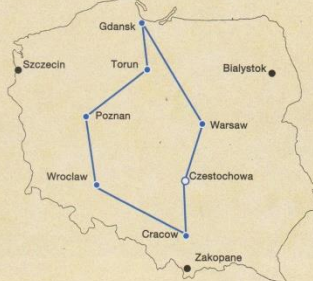 Gdansk
Szczecin
Torun
Bialystok
Poznan
Warsaw
Wroclaw
Czestochowa
Cracow
Zakopane